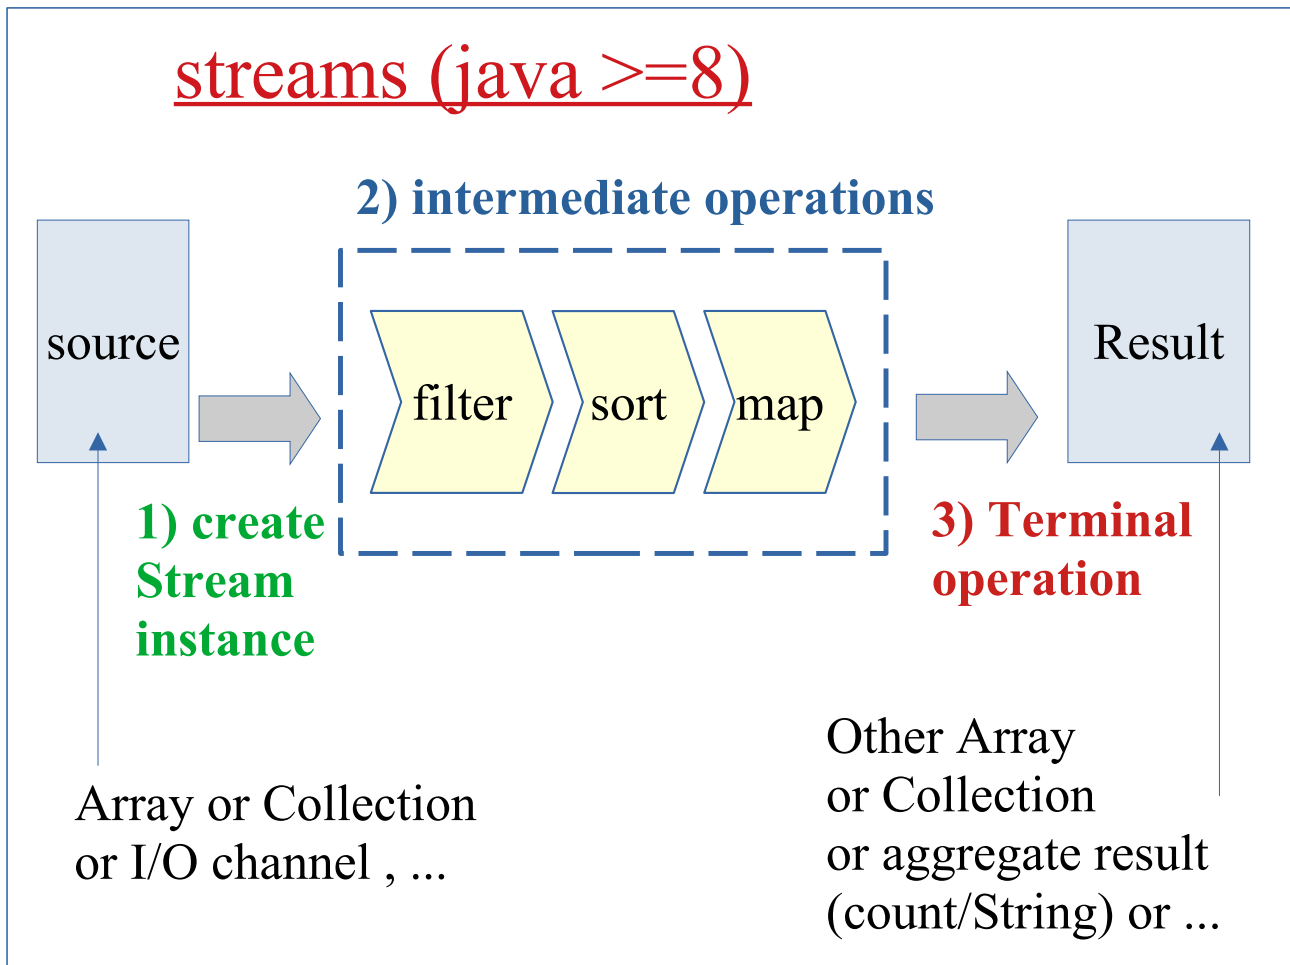 streams (java >=8)
2) intermediate operations
source
filter
sort
map
Result
1) create
Stream
instance
3) Terminal
operation
Array or Collection
or I/O channel , ...
Other Array
or Collection
or aggregate result
(count/String) or ...